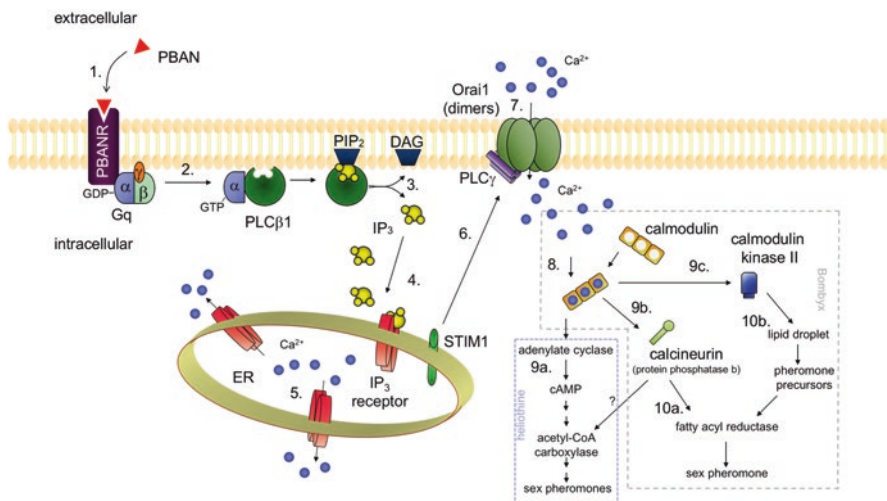 extracellular
PBAN
1.
PBANR
GDP
α
γ
β
Gq
intracellular
2.
α
GTP
PLCβ1
PIP₂
DAG
3.
IP₃
4.
Orai1
(dimers)
7.
Ca²⁺
PLCγ
Ca²⁺
6.
STIM1
IP₃
receptor
ER
Ca²⁺
5.
8.
calmodulin
9c.
calmodulin
kinase II
Bombyx
9b.
10b.
lipid droplet
pheromone
precursors
calcineurin
(protein phosphatase b)
10a.
fatty acyl reductase
sex pheromone
adenylate cyclase
9a.
cAMP
?
acetyl-CoA
carboxylase
sex pheromones
heliothine